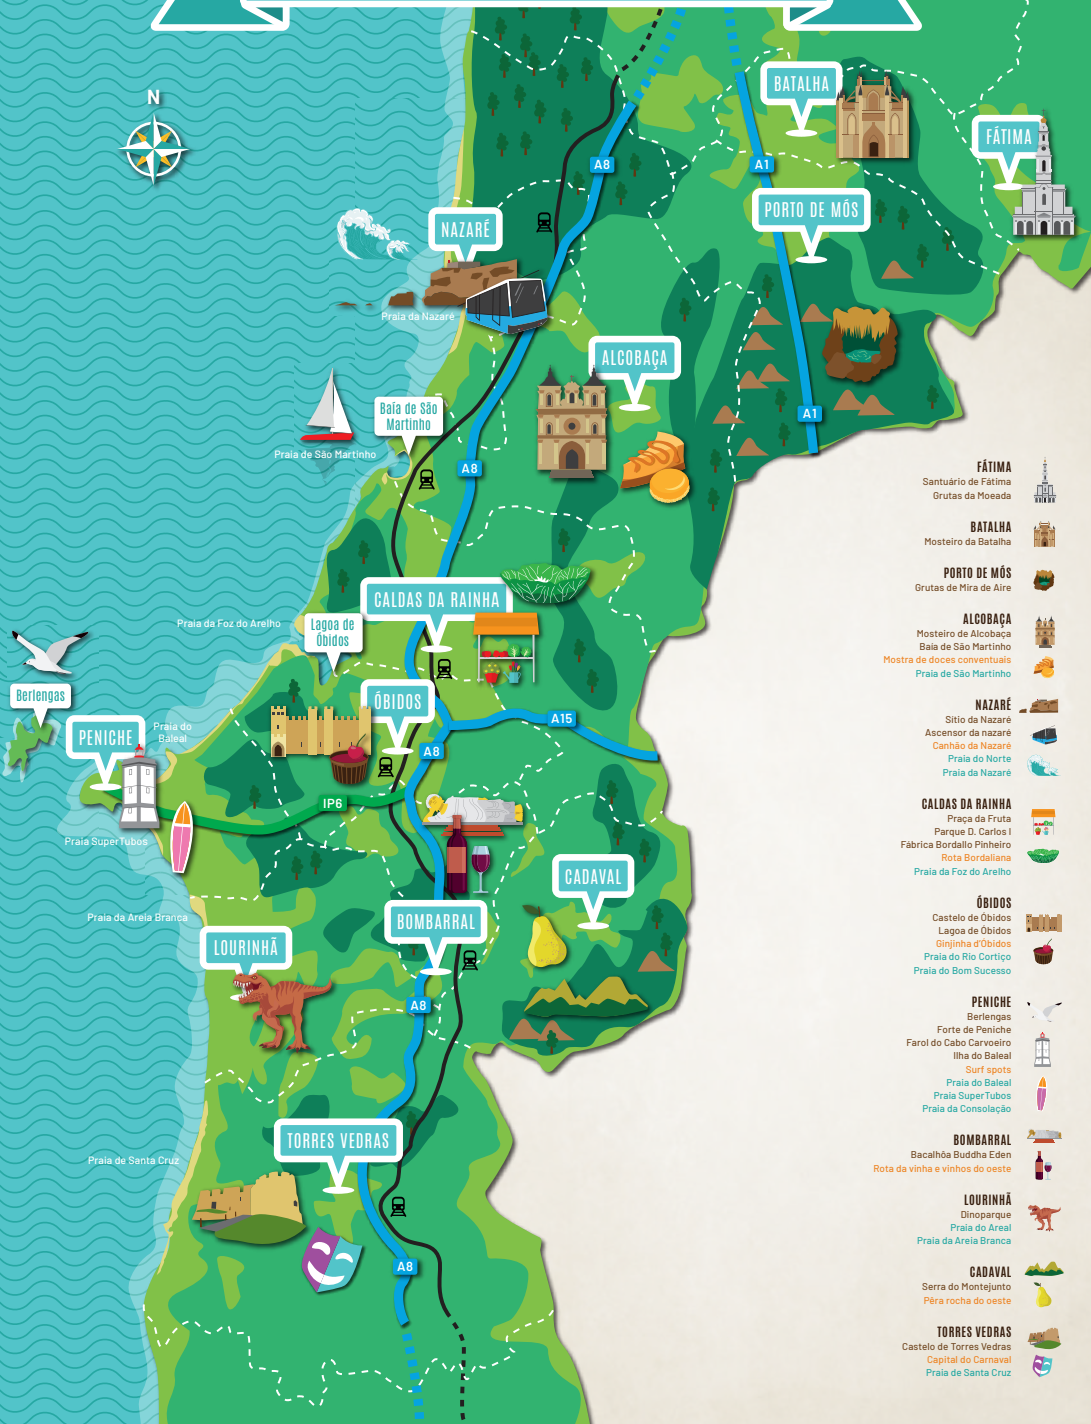 N
BATALHA
FÁTIMA
A8
A1
PORTO DE MÓS
NAZARÉ
Praia da Nazaré
ALCOBAÇA
Baía de São
Martinho
A1
Praia de São Martinho
A8
CALDAS DA RAINHA
Praia da Foz do Arelho
Lagoa de
Óbidos
Berlengas
ÓBIDOS
A15
PENICHE
Praia do
Baleal
A8
IP6
Praia SuperTubos
CADAVAL
Praia da Areia Branca
BOMBARRAL
LOURINHÃ
A8
TORRES VEDRAS
Praia de Santa Cruz
A8
FÁTIMA
Santuário de Fátima
Grutas da Moeada
BATALHA
Mosteiro da Batalha
PORTO DE MÓS
Grutas de Mira de Aire
ALCOBAÇA
Mosteiro de Alcobaça
Baía de São Martinho
Mostra de doces conventuais
Praia de São Martinho
NAZARÉ
Sítio da Nazaré
Ascensor da nazaré
Canhão da Nazaré
Praia do Norte
Praia da Nazaré
CALDAS DA RAINHA
Praça da Fruta
Parque D. Carlos I
Fábrica Bordallo Pinheiro
Rota Bordaliana
Praia da Foz do Arelho
ÓBIDOS
Castelo de Óbidos
Lagoa de Óbidos
Ginjinha d'Óbidos
Praia do Rio Cortiço
Praia do Bom Sucesso
PENICHE
Berlengas
Forte de Peniche
Farol do Cabo Carvoeiro
Ilha do Baleal
Surf spots
Praia do Baleal
Praia SuperTubos
Praia da Consolação
BOMBARRAL
Bacalhôa Buddha Eden
Rota da vinha e vinhos do oeste
LOURINHÃ
Dinoparque
Praia do Areal
Praia da Areia Branca
CADAVAL
Serra do Montejunto
Pêra rocha do oeste
TORRES VEDRAS
Castelo de Torres Vedras
Capital do Carnaval
Praia de Santa Cruz